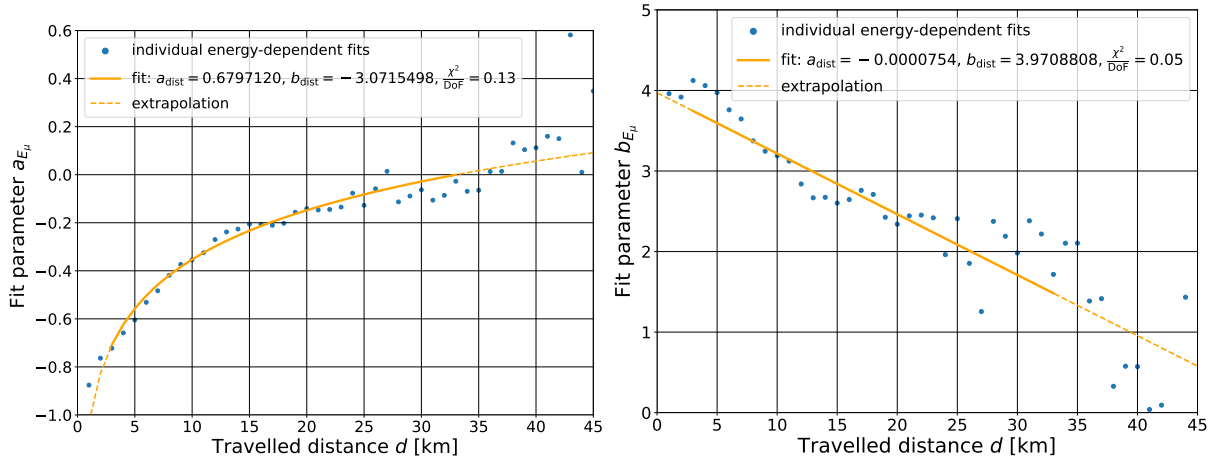 individual energy-dependent fits
fit: a_dist = 0.6797120, b_dist = −3.0715498, χ²/DoF = 0.13
extrapolation
0.6
0.4
0.2
0.0
−0.2
−0.4
−0.6
−0.8
−1.0
Fit parameter a_{E_μ}
0 5 10 15 20 25 30 35 40 45
Travelled distance d [km]
individual energy-dependent fits
fit: a_dist = −0.0000754, b_dist = 3.9708808, χ²/DoF = 0.05
extrapolation
5
4
3
2
1
0
Fit parameter b_{E_μ}
0 5 10 15 20 25 30 35 40 45
Travelled distance d [km]